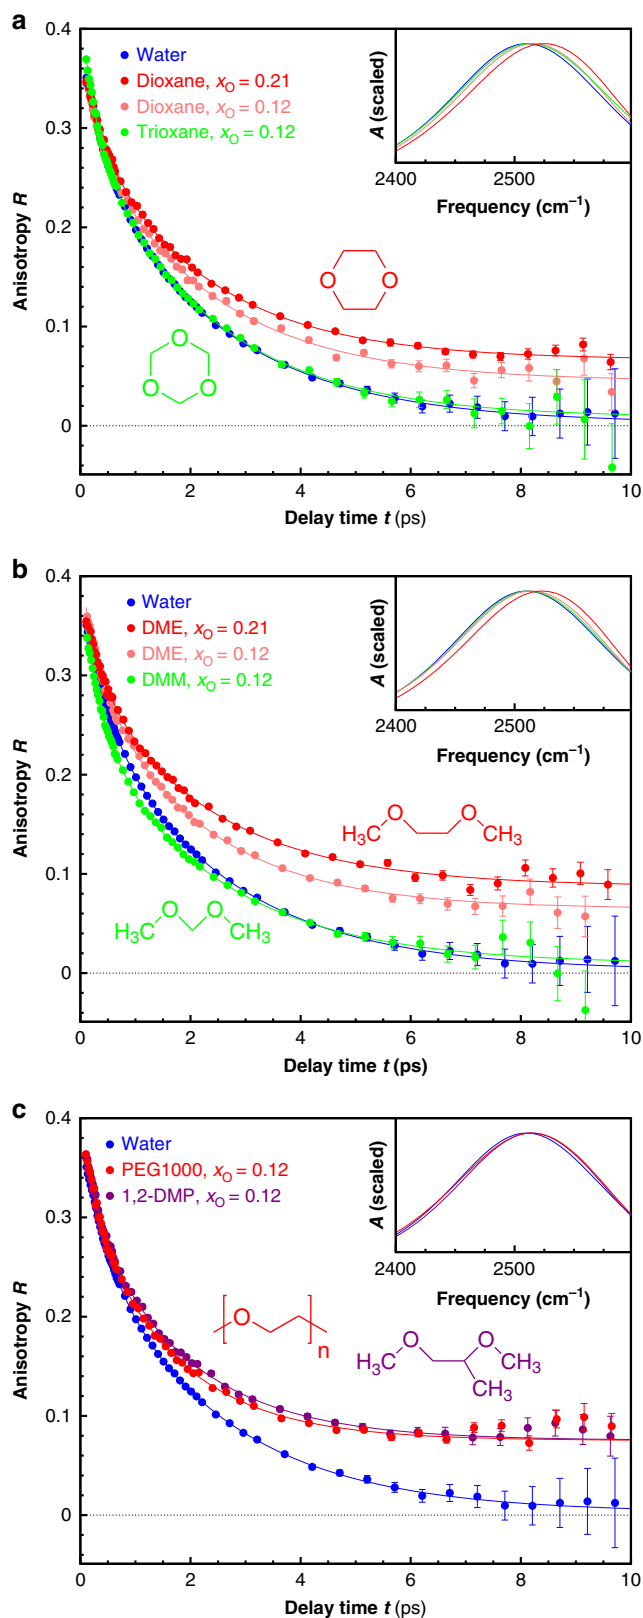 a
0.4
Water
Dioxane, xO = 0.21
Dioxane, xO = 0.12
Trioxane, xO = 0.12
A (scaled)
2400 2500
Frequency (cm−1)
0.3
0.2
0.1
0
Anisotropy R
O
O
O
O
O
0 2 4 6 8 10
Delay time t (ps)
b
0.4
Water
DME, xO = 0.21
DME, xO = 0.12
DMM, xO = 0.12
A (scaled)
2400 2500
Frequency (cm−1)
0.3
0.2
0.1
0
Anisotropy R
H3C O O CH3
H3C O O CH3
0 2 4 6 8 10
Delay time t (ps)
c
0.4
Water
PEG1000, xO = 0.12
1,2-DMP, xO = 0.12
A (scaled)
2400 2500
Frequency (cm−1)
0.3
0.2
0.1
0
Anisotropy R
O n
H3C O O CH3
CH3
0 2 4 6 8 10
Delay time t (ps)